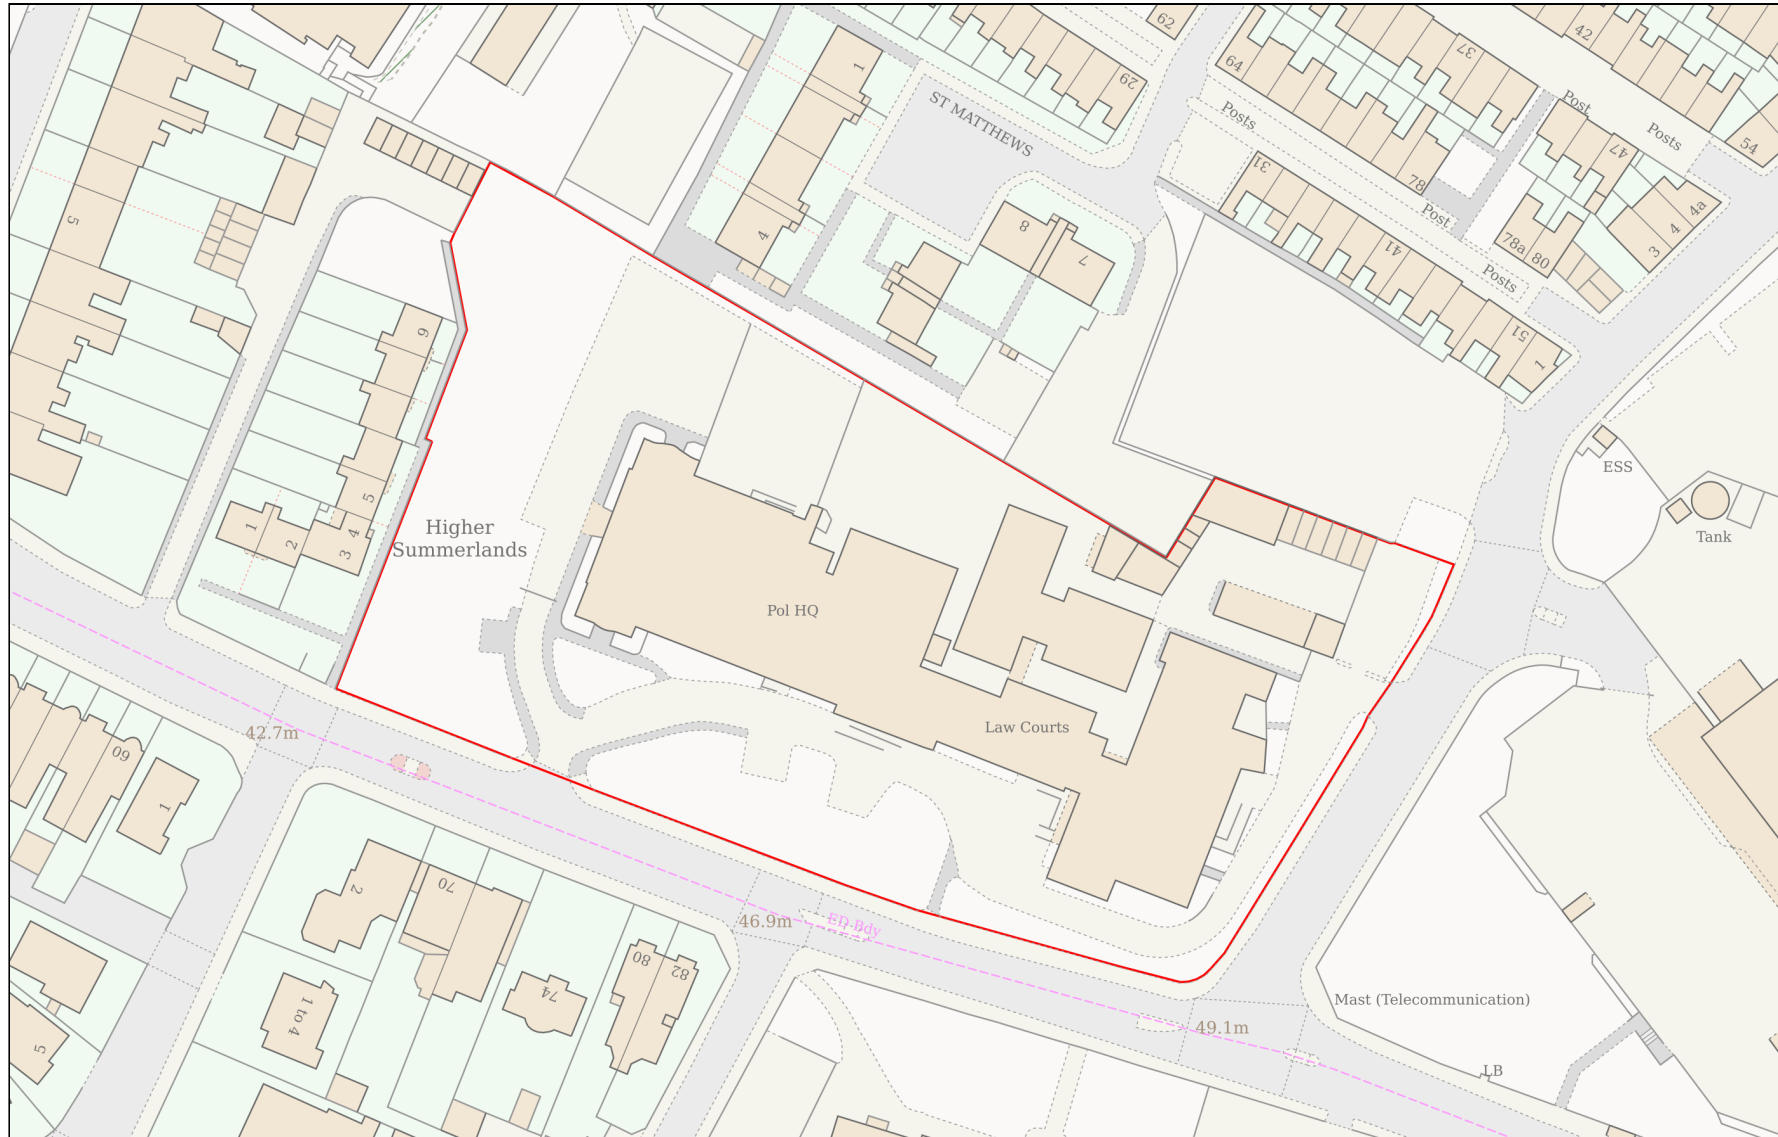 62
1
29
64
37
42
ST MATTHEWS
Post
Posts
Posts
54
47
31
78
Post
4a
4
3
5
4
8
7
41
78a
80
Posts
51
1
9
ESS
5
Tank
1
2
3
4
Higher
Summerlands
Pol HQ
Law Courts
42.7m
60
1
2
70
46.9m
ED Bdy
80
82
74
1 to 4
5
Mast (Telecommunication)
49.1m
LB